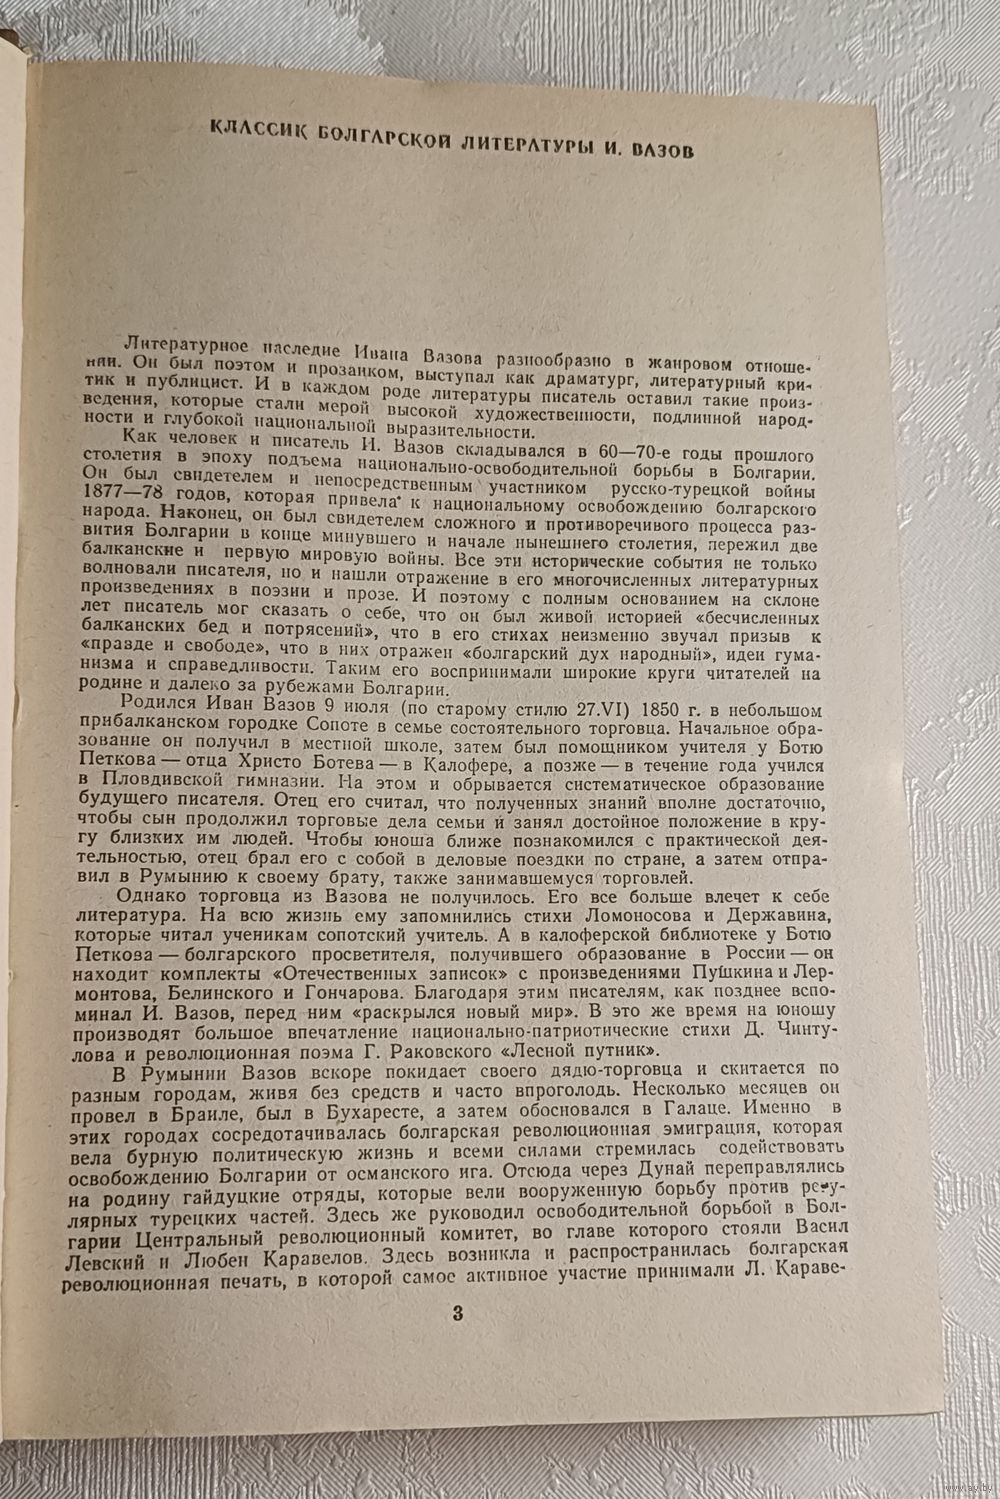 КЛАССИК БОЛГАРСКОЙ ЛИТЕРАТУРЫ И. ВАЗОВ
Литературное наследие Ивана Вазова разнообразно в жанровом отноше-
нии. Он был поэтом и прозаиком, выступал как драматург, литературный кри-
тик и публицист. И в каждом роде литературы писатель оставил такие произ-
ведения, которые стали мерой высокой художественности, подлинной народ-
ности и глубокой национальной выразительности.
Как человек и писатель И. Вазов складывался в 60—70-е годы прошлого
столетия в эпоху подъема национально-освободительной борьбы в Болгарии.
Он был свидетелем и непосредственным участником русско-турецкой войны
1877—78 годов, которая привела к национальному освобождению болгарского
народа. Наконец, он был свидетелем сложного и противоречивого процесса раз-
вития Болгарии в конце минувшего и начале нынешнего столетия, пережил две
балканские и первую мировую войны. Все эти исторические события не только
волновали писателя, но и нашли отражение в его многочисленных литературных
произведениях в поэзии и прозе. И поэтому с полным основанием на склоне
лет писатель мог сказать о себе, что он был живой историей «бесчисленных
балканских бед и потрясений», что в его стихах неизменно звучал призыв к
«правде и свободе», что в них отражен «болгарский дух народный», идеи гума-
низма и справедливости. Таким его воспринимали широкие круги читателей на
родине и далеко за рубежами Болгарии.
Родился Иван Вазов 9 июля (по старому стилю 27.VI) 1850 г. в небольшом
прибалканском городке Сопоте в семье состоятельного торговца. Начальное обра-
зование он получил в местной школе, затем был помощником учителя у Ботю
Петкова — отца Христо Ботева — в Калофере, а позже — в течение года учился
в Пловдивской гимназии. На этом и обрывается систематическое образование
будущего писателя. Отец его считал, что полученных знаний вполне достаточно,
чтобы сын продолжил торговые дела семьи и занял достойное положение в кру-
гу близких им людей. Чтобы юноша ближе познакомился с практической дея-
тельностью, отец брал его с собой в деловые поездки по стране, а затем отпра-
вил в Румынию к своему брату, также занимавшемуся торговлей.
Однако торговца из Вазова не получилось. Его все больше влечет к себе
литература. На всю жизнь ему запомнились стихи Ломоносова и Державина,
которые читал ученикам сопотский учитель. А в калоферской библиотеке у Ботю
Петкова — болгарского просветителя, получившего образование в России — он
находит комплекты «Отечественных записок» с произведениями Пушкина и Лер-
монтова, Белинского и Гончарова. Благодаря этим писателям, как позднее вспо-
минал И. Вазов, перед ним «раскрылся новый мир». В это же время на юношу
производят большое впечатление национально-патриотические стихи Д. Чинту-
лова и революционная поэма Г. Раковского «Лесной путник».
В Румынии Вазов вскоре покидает своего дядю-торговца и скитается по
разным городам, живя без средств и часто впроголодь. Несколько месяцев он
провел в Браиле, был в Бухаресте, а затем обосновался в Галаце. Именно в
этих городах сосредотачивалась болгарская революционная эмиграция, которая
вела бурную политическую жизнь и всеми силами стремилась содействовать
освобождению Болгарии от османского ига. Отсюда через Дунай переправлялись
на родину гайдуцкие отряды, которые вели вооруженную борьбу против регу-
лярных турецких частей. Здесь же руководил освободительной борьбой в Бол-
гарии Центральный революционный комитет, во главе которого стояли Васил
Левский и Любен Каравелов. Здесь возникла и распространилась болгарская
революционная печать, в которой самое активное участие принимали Л. Караве-
3
www.ay.by